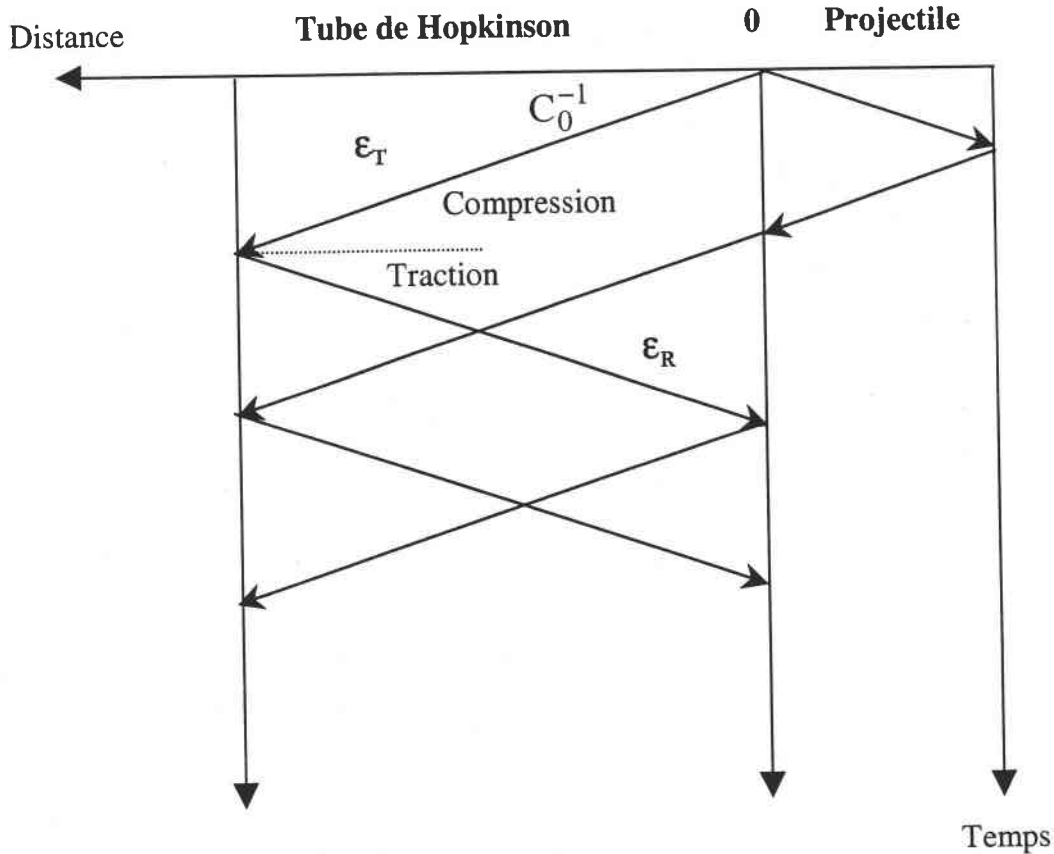 Distance
Tube de Hopkinson
0
Projectile
C₀⁻¹
ε_T
Compression
Traction
ε_R
Temps